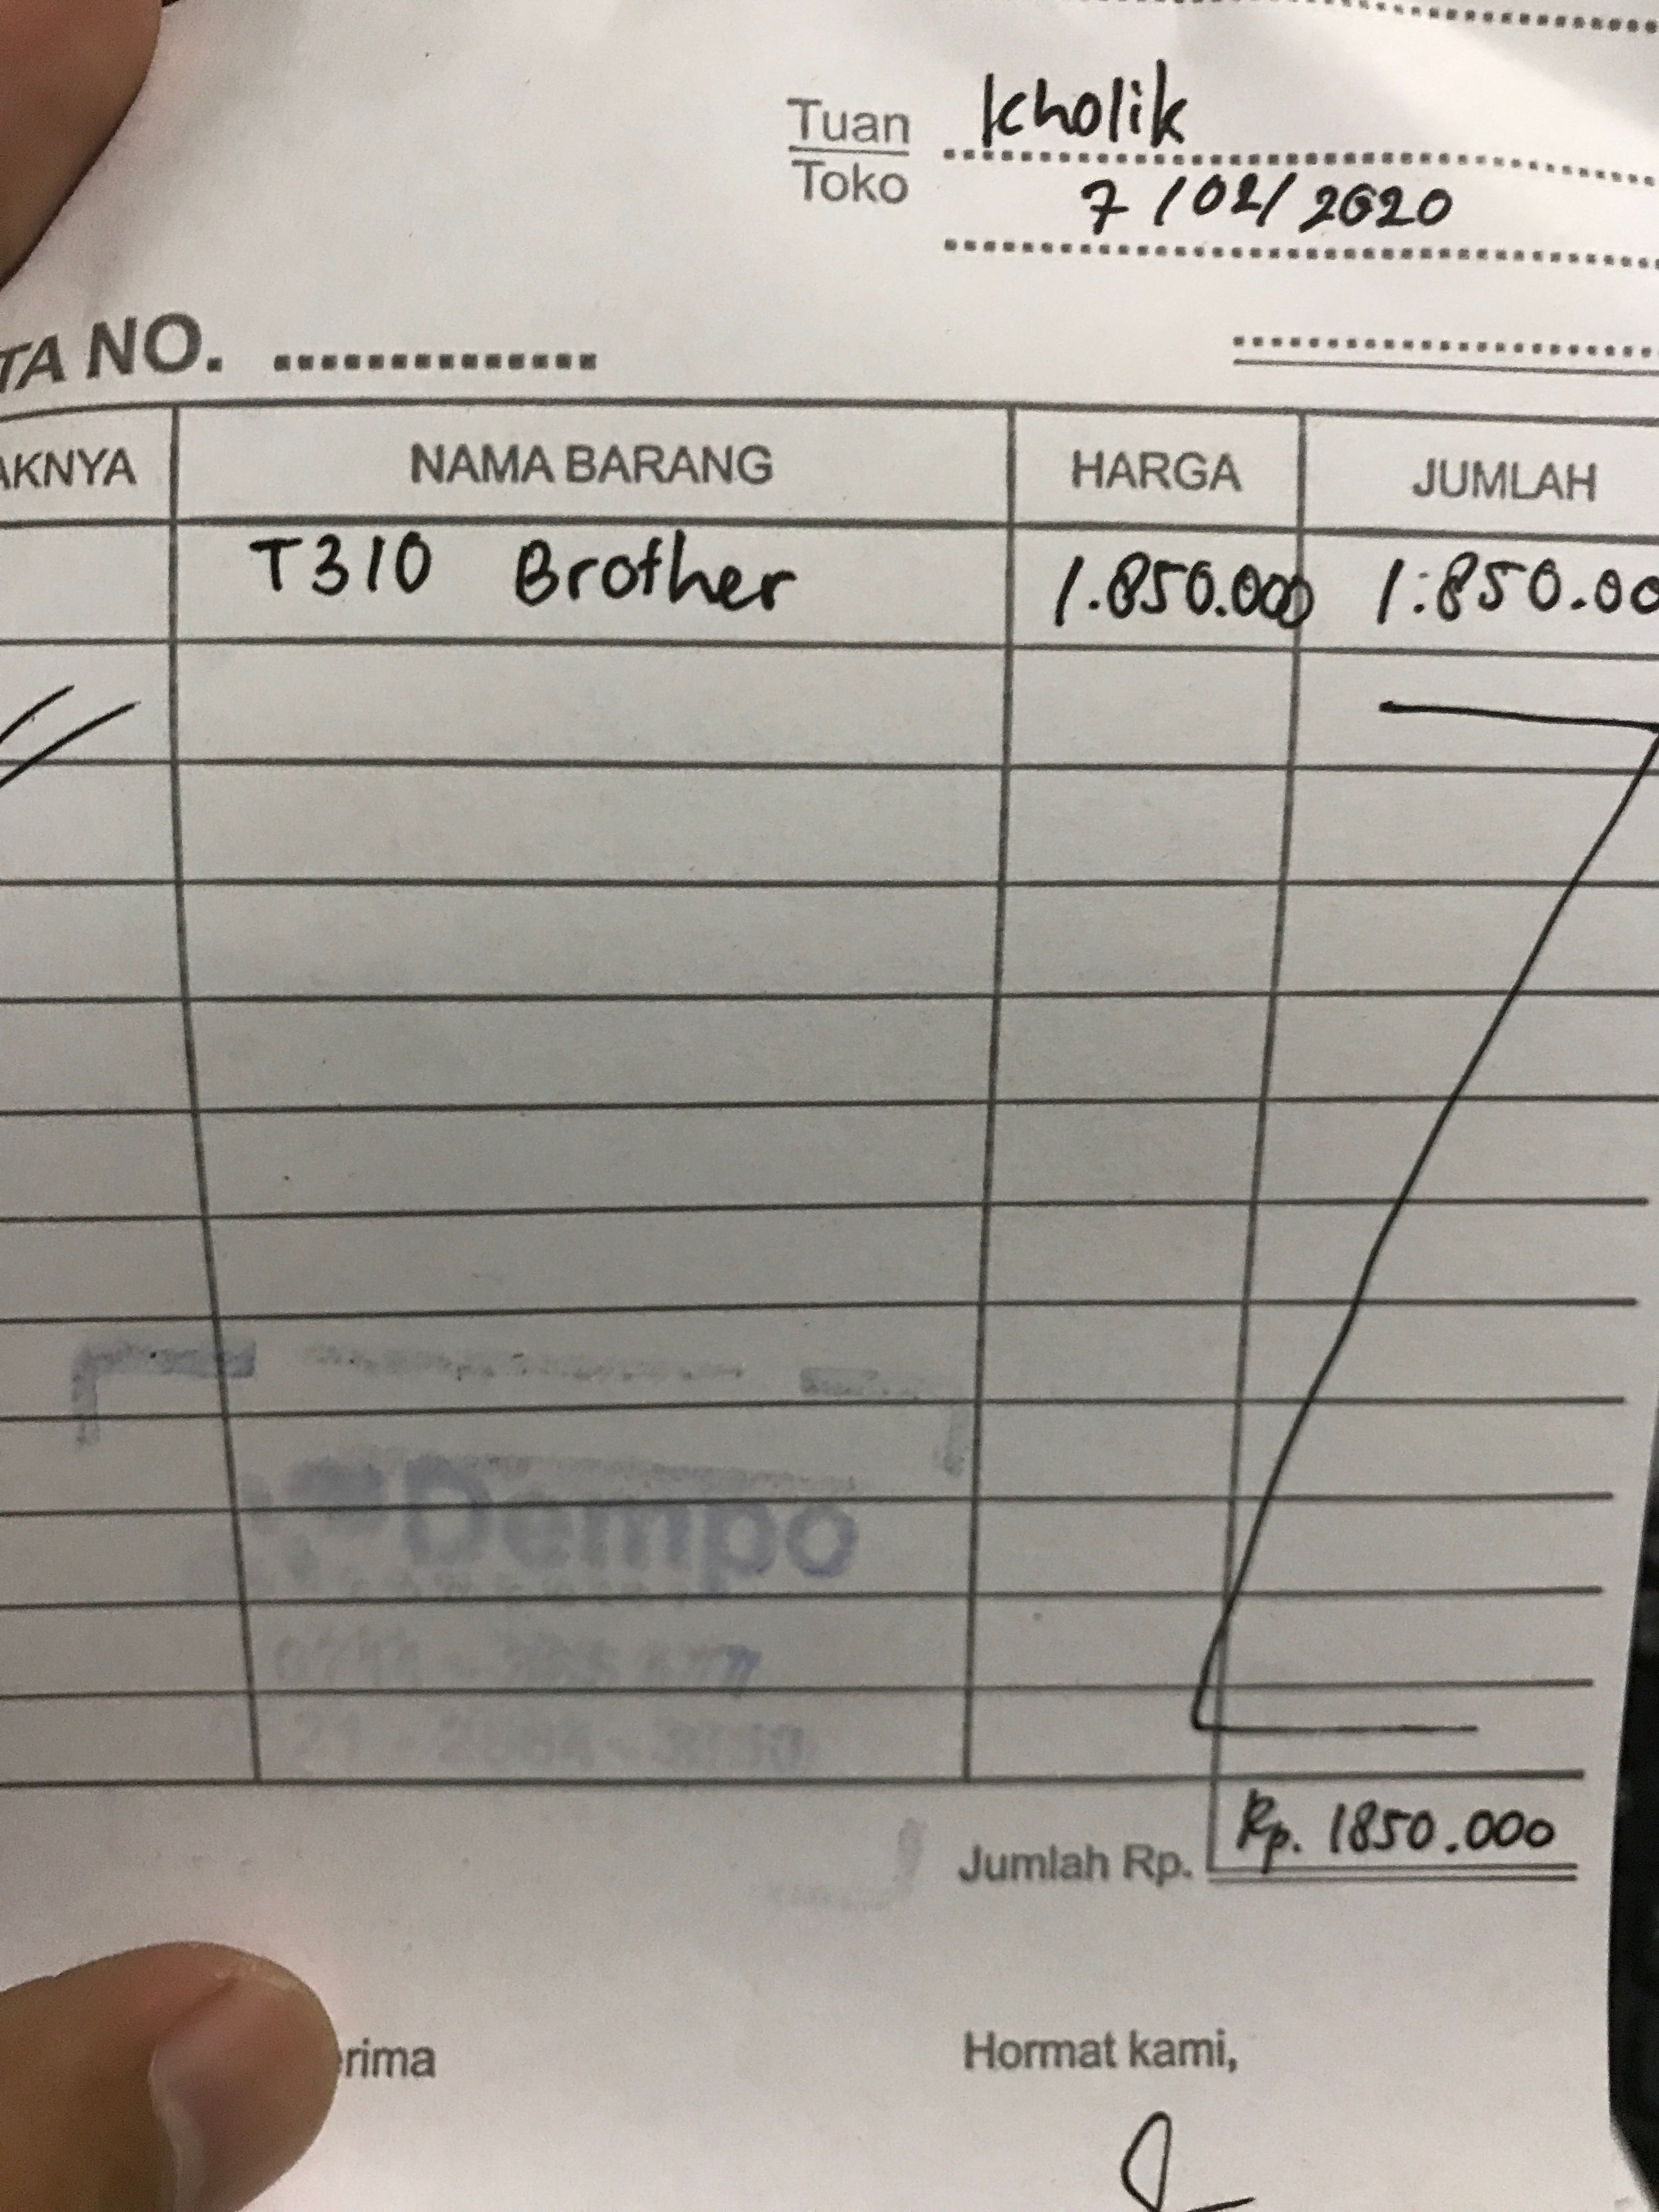 Tuan kholik
Toko 7/02/2020
TA NO. ...............
AKNYA NAMA BARANG HARGA JUMLAH
T310 Brother 1.850.000 1.850.00
Dempo
Jumlah Rp. Rp. 1850.000
erima Hormat kami,